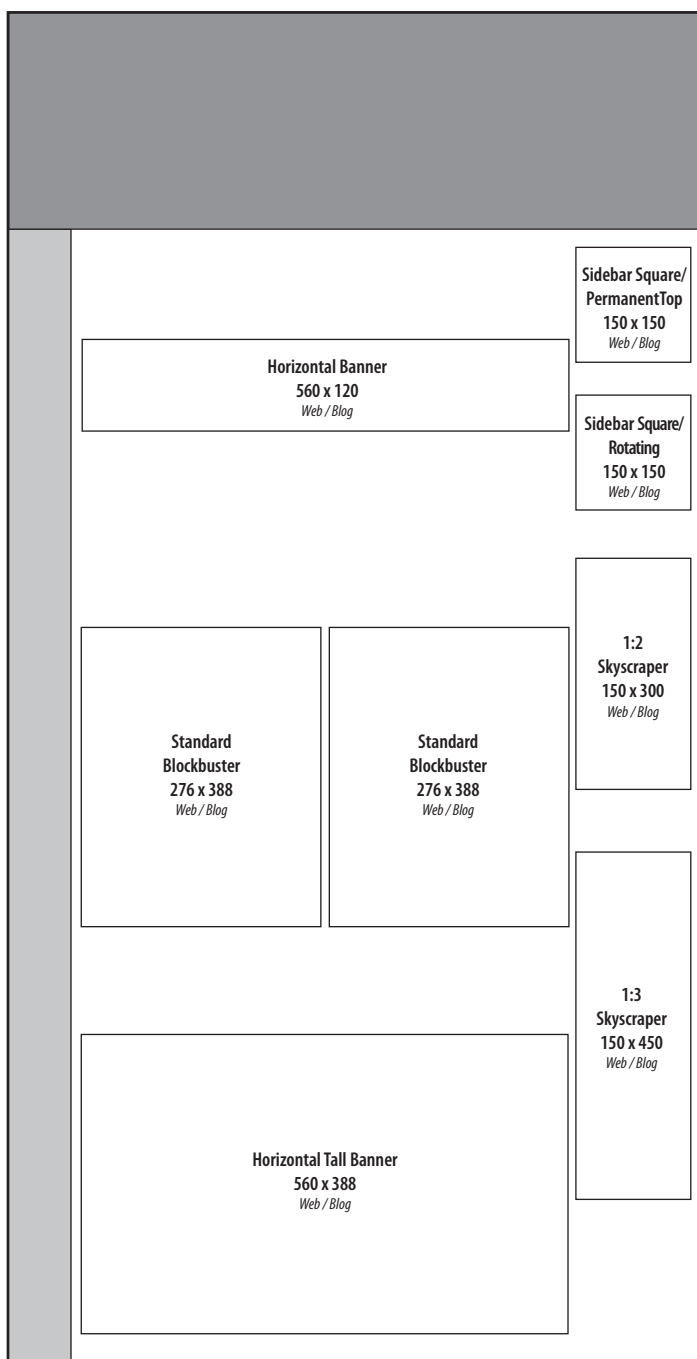 Sidebar Square/
PermanentTop
150 x 150
Web / Blog
Horizontal Banner
560 x 120
Web / Blog
Sidebar Square/
Rotating
150 x 150
Web / Blog
1:2
Skyscraper
150 x 300
Web / Blog
Standard
Blockbuster
276 x 388
Web / Blog
Standard
Blockbuster
276 x 388
Web / Blog
1:3
Skyscraper
150 x 450
Web / Blog
Horizontal Tall Banner
560 x 388
Web / Blog